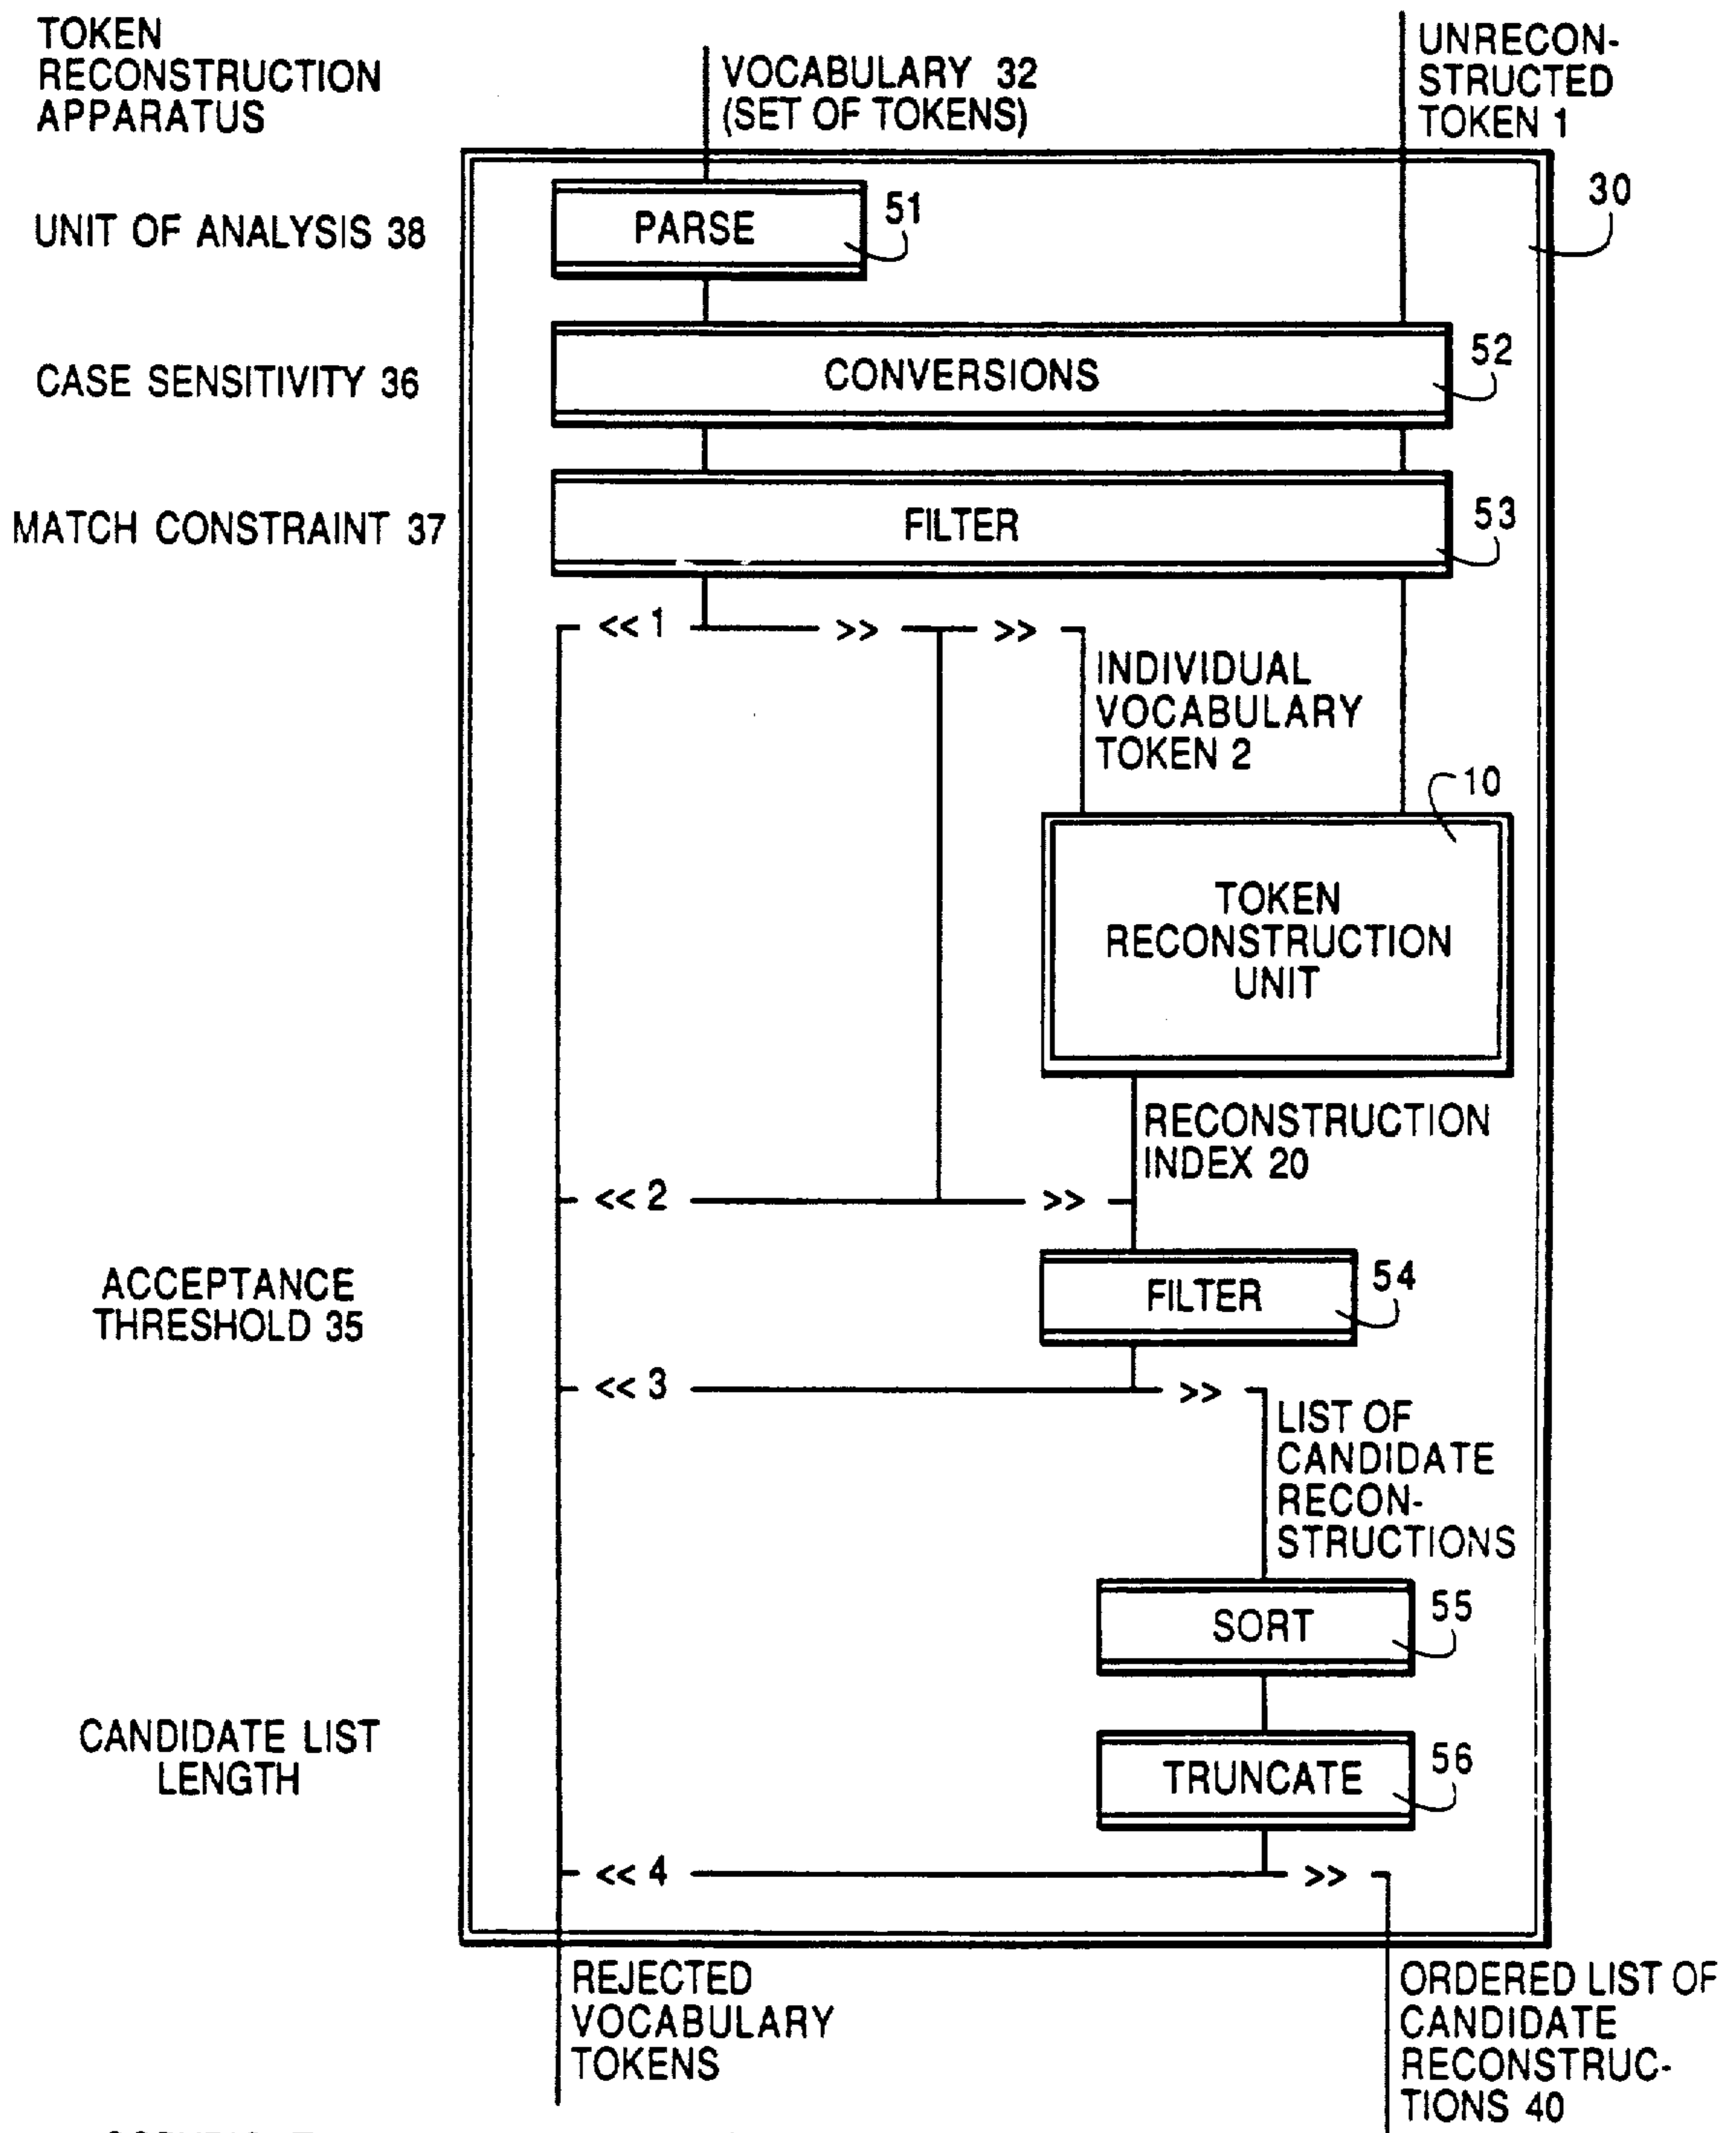 TOKEN
RECONSTRUCTION
APPARATUS
VOCABULARY 32
(SET OF TOKENS)
UNRECON-
STRUCTED
TOKEN 1
30
UNIT OF ANALYSIS 38
PARSE
51
CASE SENSITIVITY 36
CONVERSIONS
52
MATCH CONSTRAINT 37
FILTER
53
<< 1 >> >>
INDIVIDUAL
VOCABULARY
TOKEN 2
10
TOKEN
RECONSTRUCTION
UNIT
RECONSTRUCTION
INDEX 20
<< 2 >>
ACCEPTANCE
THRESHOLD 35
FILTER
54
<< 3 >>
LIST OF
CANDIDATE
RECON-
STRUCTIONS
SORT
55
CANDIDATE LIST
LENGTH
TRUNCATE
56
<< 4 >>
REJECTED
VOCABULARY
TOKENS
ORDERED LIST OF
CANDIDATE
RECONSTRUC-
TIONS 40